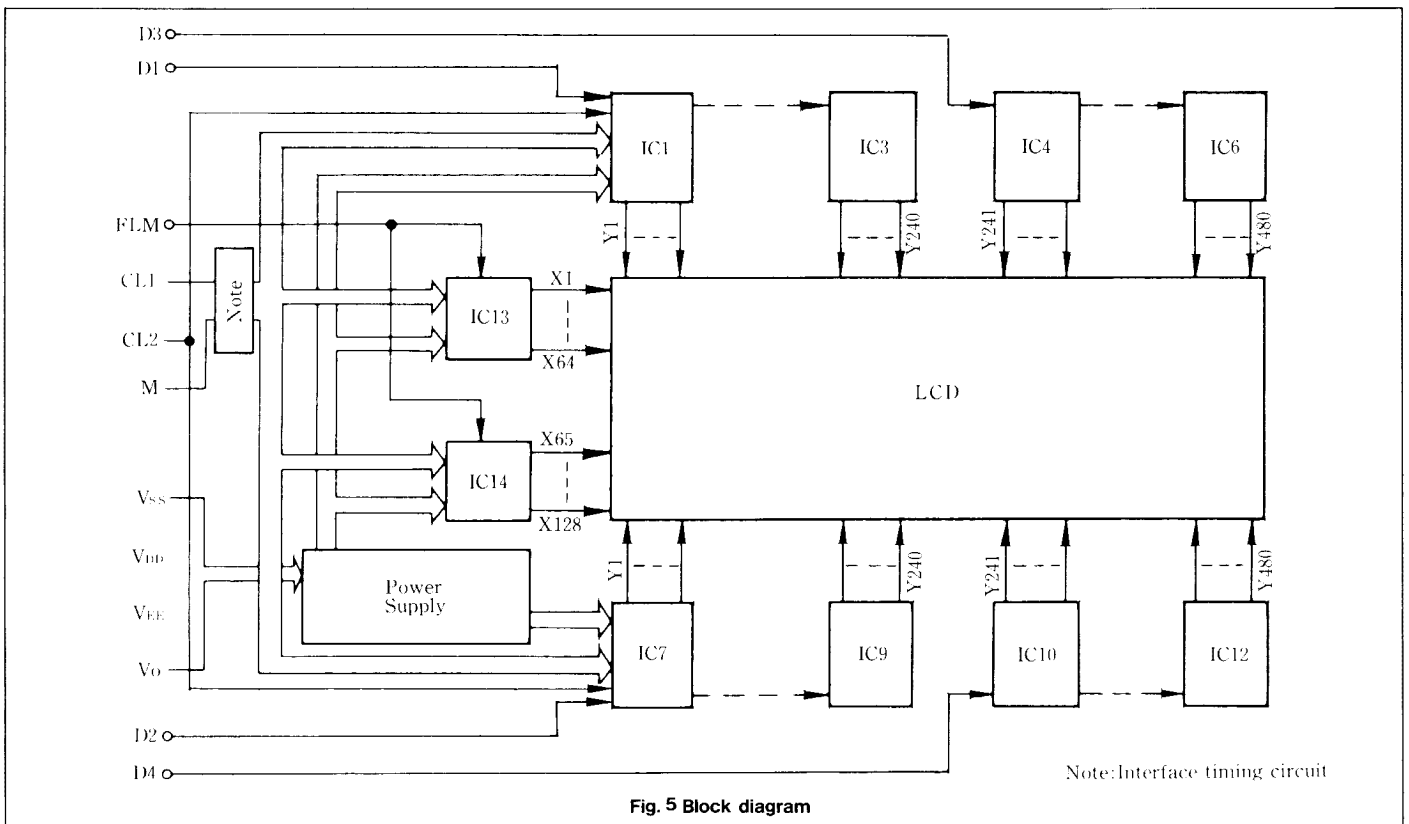 D3
D1
IC1
IC3
IC4
IC6
FLM
Y1
Y240
Y241
Y480
CL1
Note
X1
IC13
CL2
X64
M
LCD
X65
IC14
VSS
X128
VDD
Power
Supply
Y1
Y240
Y241
Y480
VEE
IC7
IC9
IC10
IC12
VO
D2
D4
Note:Interface timing circuit
Fig. 5 Block diagram